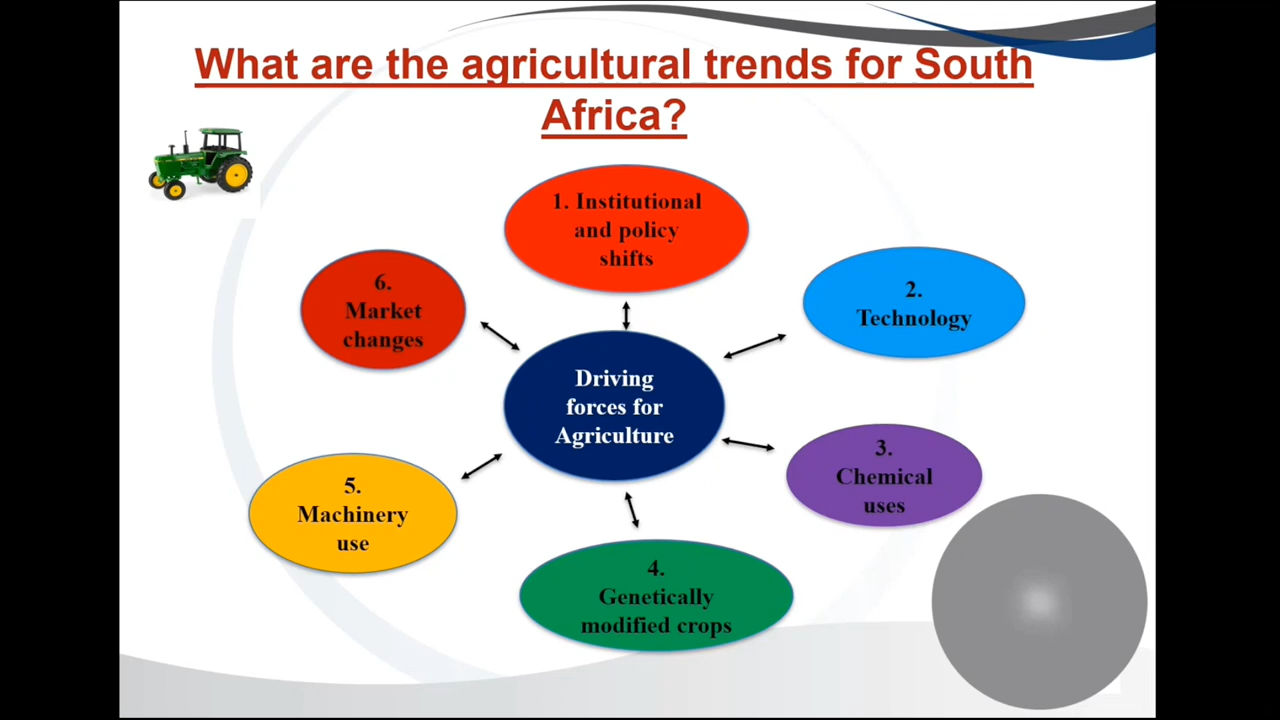 What are the agricultural trends for South
Africa?
1. Institutional
and policy
shifts
2.
Technology
3.
Chemical
uses
4.
Genetically
modified crops
5.
Machinery
use
6.
Market
changes
Driving
forces for
Agriculture